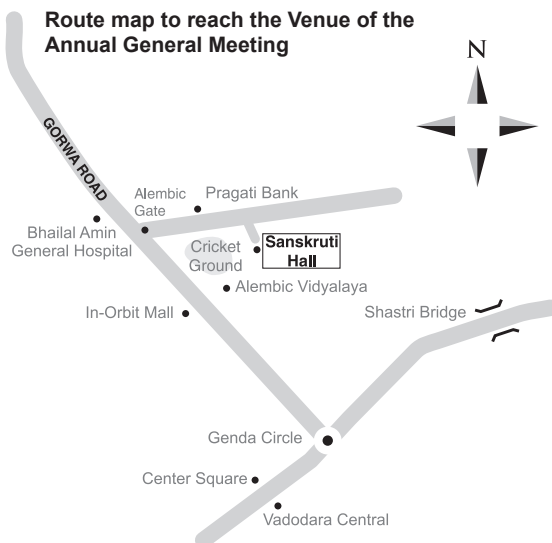 Route map to reach the Venue of the
Annual General Meeting
N
GORWA ROAD
Alembic
Gate
Pragati Bank
Bhailal Amin
General Hospital
Cricket
Ground
Sanskruti
Hall
Alembic Vidyalaya
In-Orbit Mall
Shastri Bridge
Genda Circle
Center Square
Vadodara Central